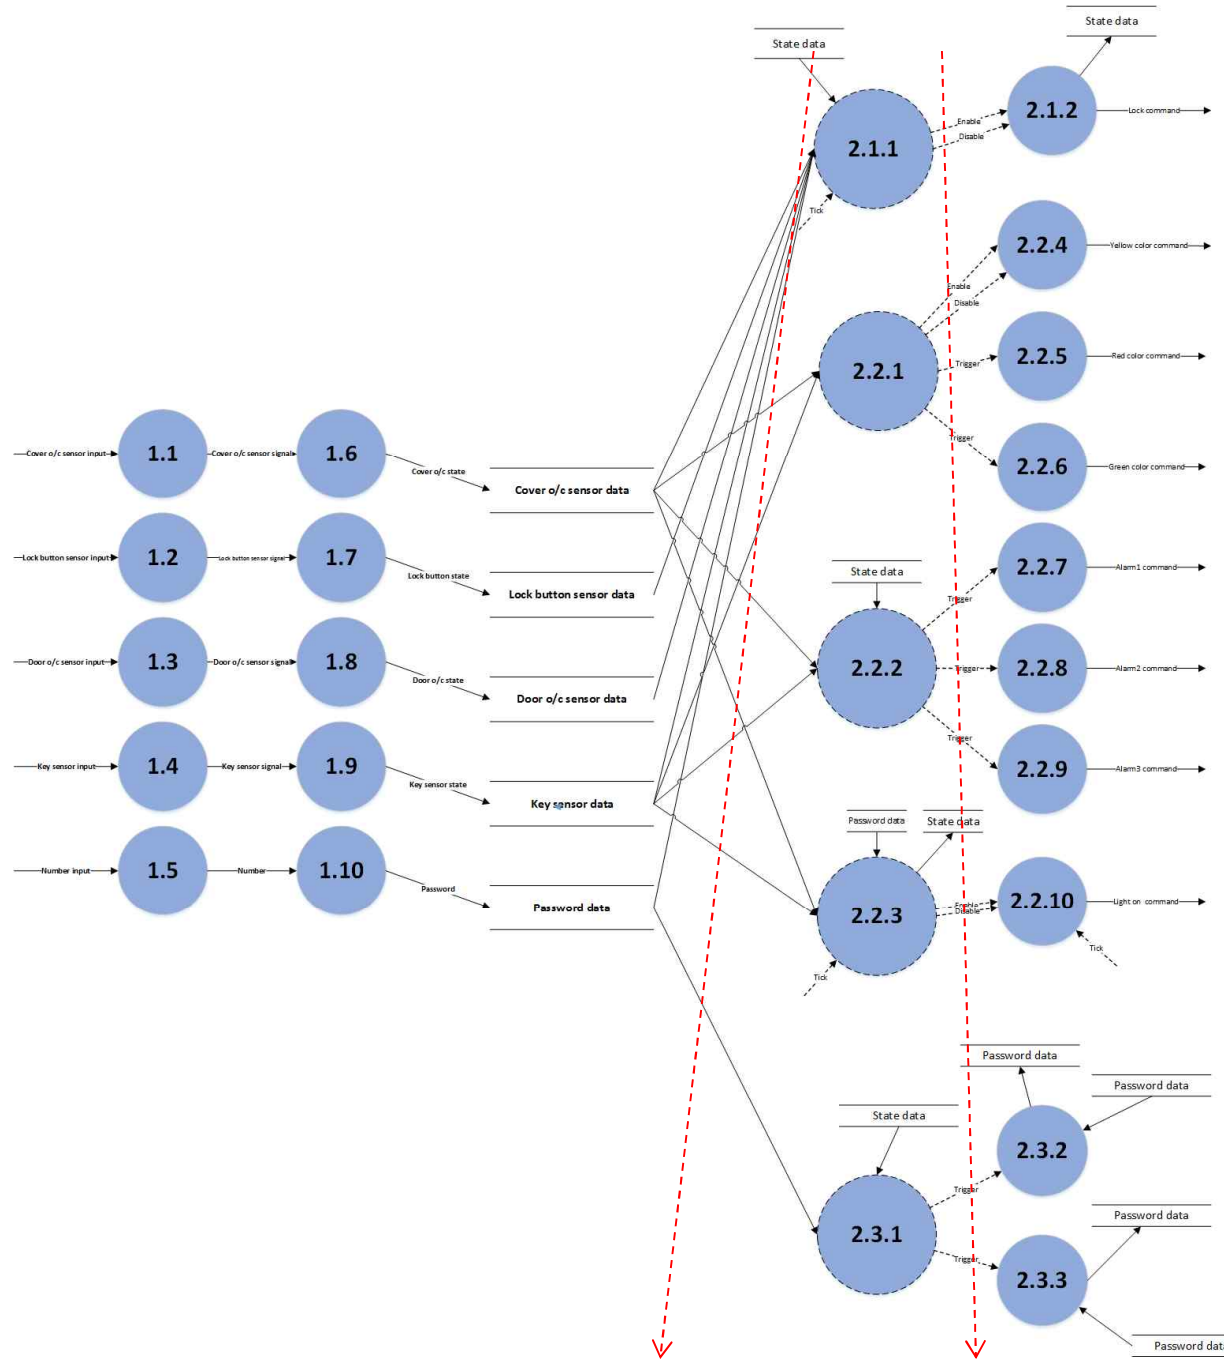 State data
State data
2.1.1
Enable
Disable
Tick
2.1.2
Lock command
2.2.1
Enable
Disable
Trigger
Trigger
2.2.4
Yellow color command
2.2.5
Red color command
2.2.6
Green color command
Cover o/c sensor input
1.1
Cover o/c sensor signal
1.6
Cover o/c state
Cover o/c sensor data
Lock button sensor input
1.2
Lock button sensor signal
1.7
Lock button state
Lock button sensor data
Door o/c sensor input
1.3
Door o/c sensor signal
1.8
Door o/c state
Door o/c sensor data
Key sensor input
1.4
Key sensor signal
1.9
Key sensor state
Key sensor data
Number input
1.5
Number
1.10
Password
Password data
State data
2.2.2
Trigger
Trigger
Trigger
2.2.7
Alarm1 command
2.2.8
Alarm2 command
2.2.9
Alarm3 command
Password data
State data
2.2.3
Enable
Disable
Tick
2.2.10
Light on command
Tick
State data
2.3.1
Trigger
Trigger
Password data
Password data
2.3.2
Password data
2.3.3
Password data